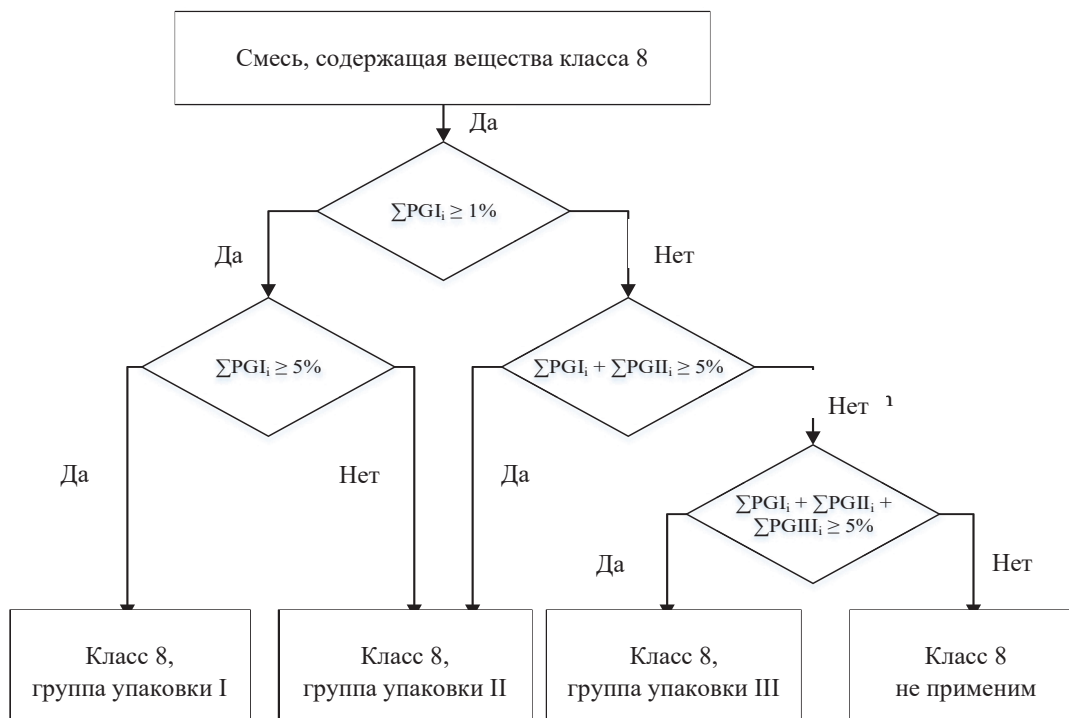 Смесь, содержащая вещества класса 8
Да
∑PGIᵢ ≥ 1%
Да
Нет
∑PGIᵢ ≥ 5%
∑PGIᵢ + ∑PGIIᵢ ≥ 5%
Нет
Да
Нет
Да
∑PGIᵢ + ∑PGIIᵢ +
∑PGIIIᵢ ≥ 5%
Да
Нет
Класс 8,
группа упаковки I
Класс 8,
группа упаковки II
Класс 8,
группа упаковки III
Класс 8
не применим